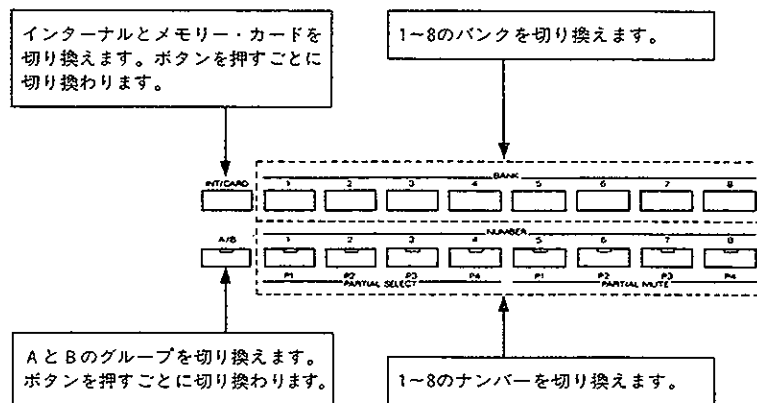 インターナルとメモリー・カードを
切り換えます。ボタンを押すごとに
切り換わります。
1~8のバンクを切り換えます。
BANK
INT/CARD 1 2 3 4 5 6 7 8
NUMBER
A/B 1 2 3 4 5 6 7 8
P1 P2 P3 P4 P1 P2 P3 P4
PARTIAL SELECT PARTIAL MUTE
AとBのグループを切り換えます。
ボタンを押すごとに切り換わります。
1~8のナンバーを切り換えます。